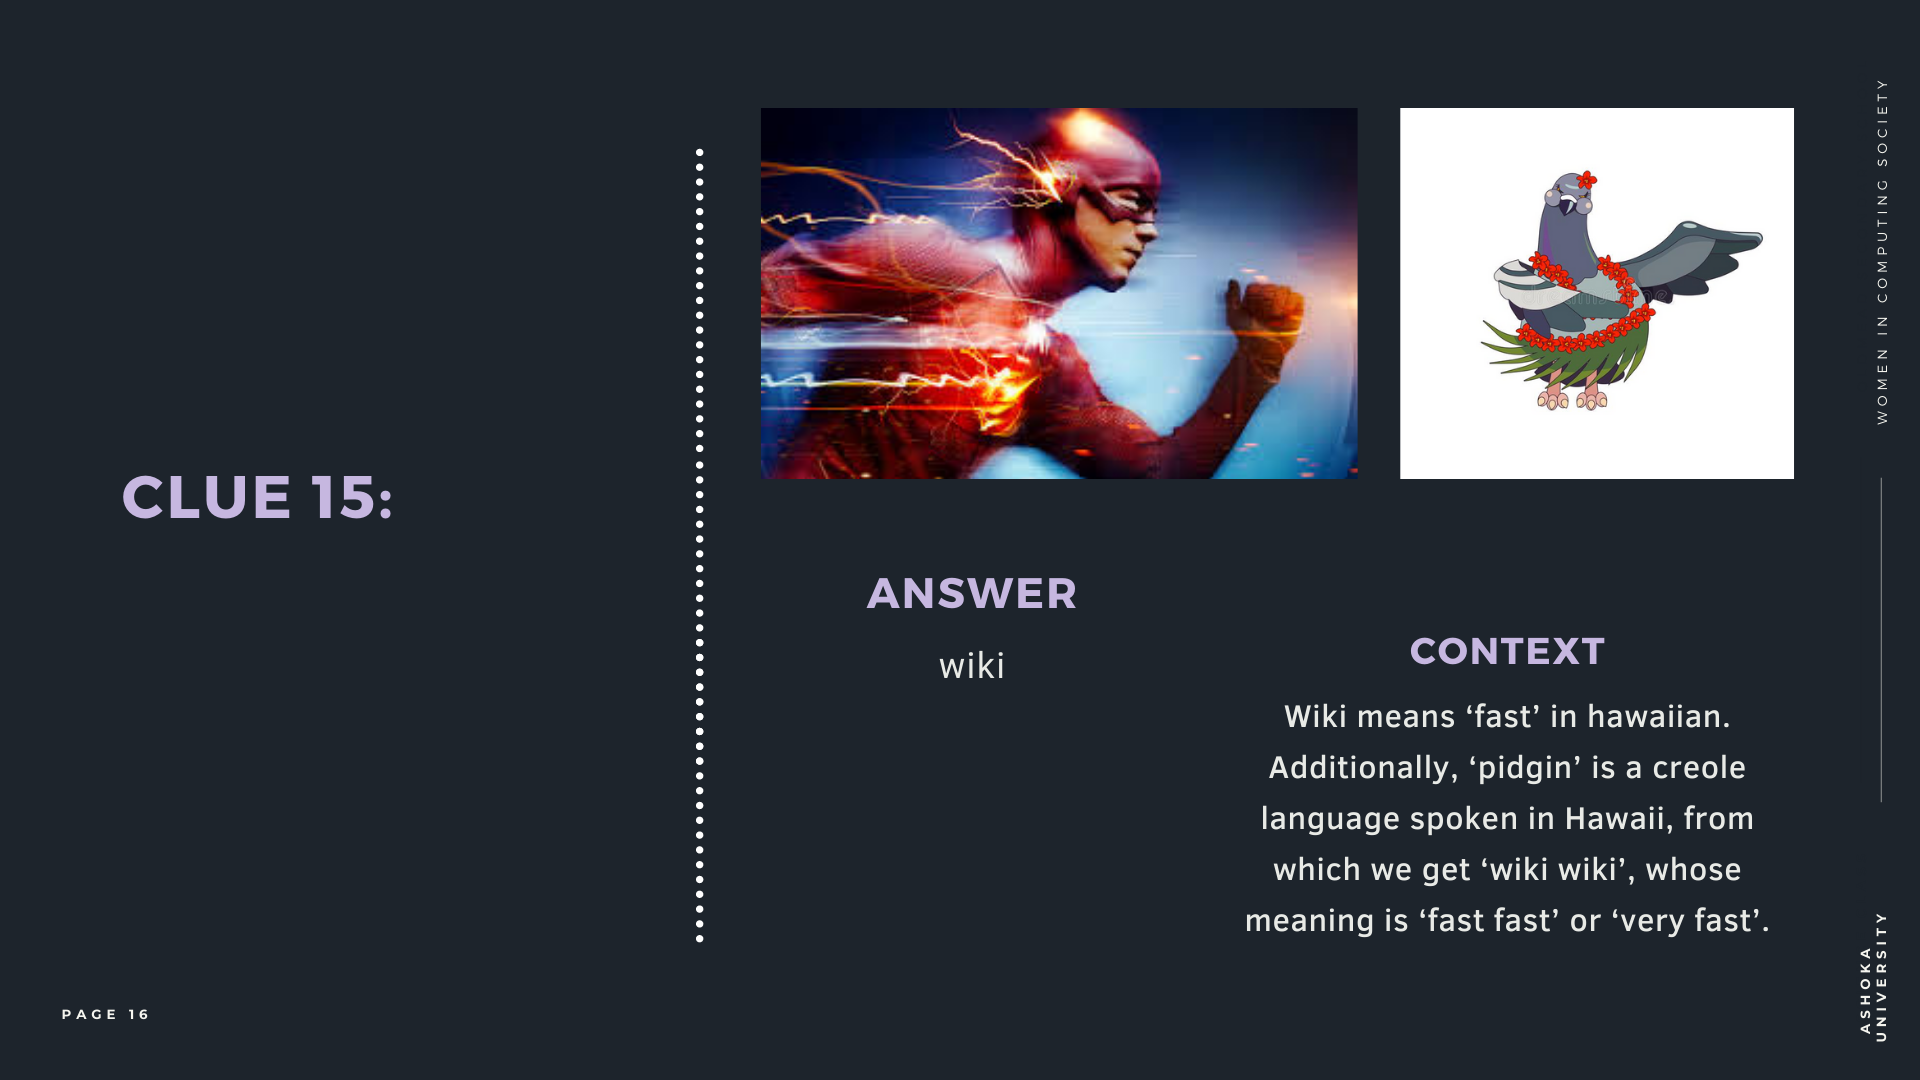 CLUE 15:
ANSWER
wiki
CONTEXT
Wiki means ‘fast’ in hawaiian.
Additionally, ‘pidgin’ is a creole
language spoken in Hawaii, from
which we get ‘wiki wiki’, whose
meaning is ‘fast fast’ or ‘very fast’.
PAGE 16
WOMEN IN COMPUTING SOCIETY
ASHOKA
UNIVERSITY